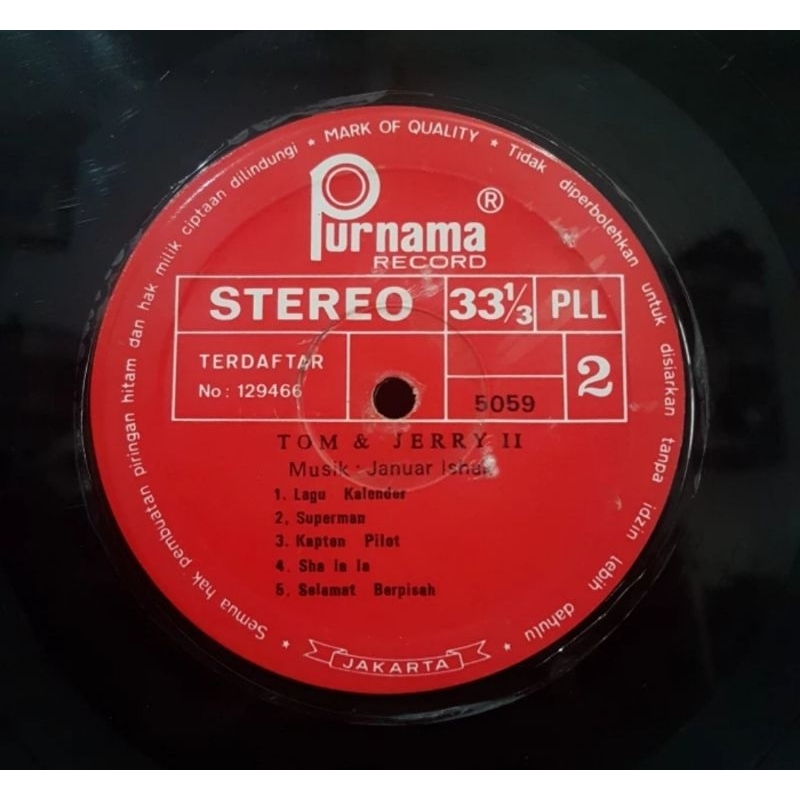 Semua hak pembuatan piringan hitam dan hak milik ciptaan dilindungi * MARK OF QUALITY * Tidak diperbolehkan untuk disiarkan tanpa idzin lebih dahulu *
Purnama ®
RECORD
STEREO 33⅓ PLL
TERDAFTAR
No: 129466
5059
2
TOM & JERRY II
Musik : Januar Ishak
1. Lagu Kalender
2. Superman
3. Kapten Pilot
4. Sha la la
5. Selamat Berpisah
* JAKARTA *